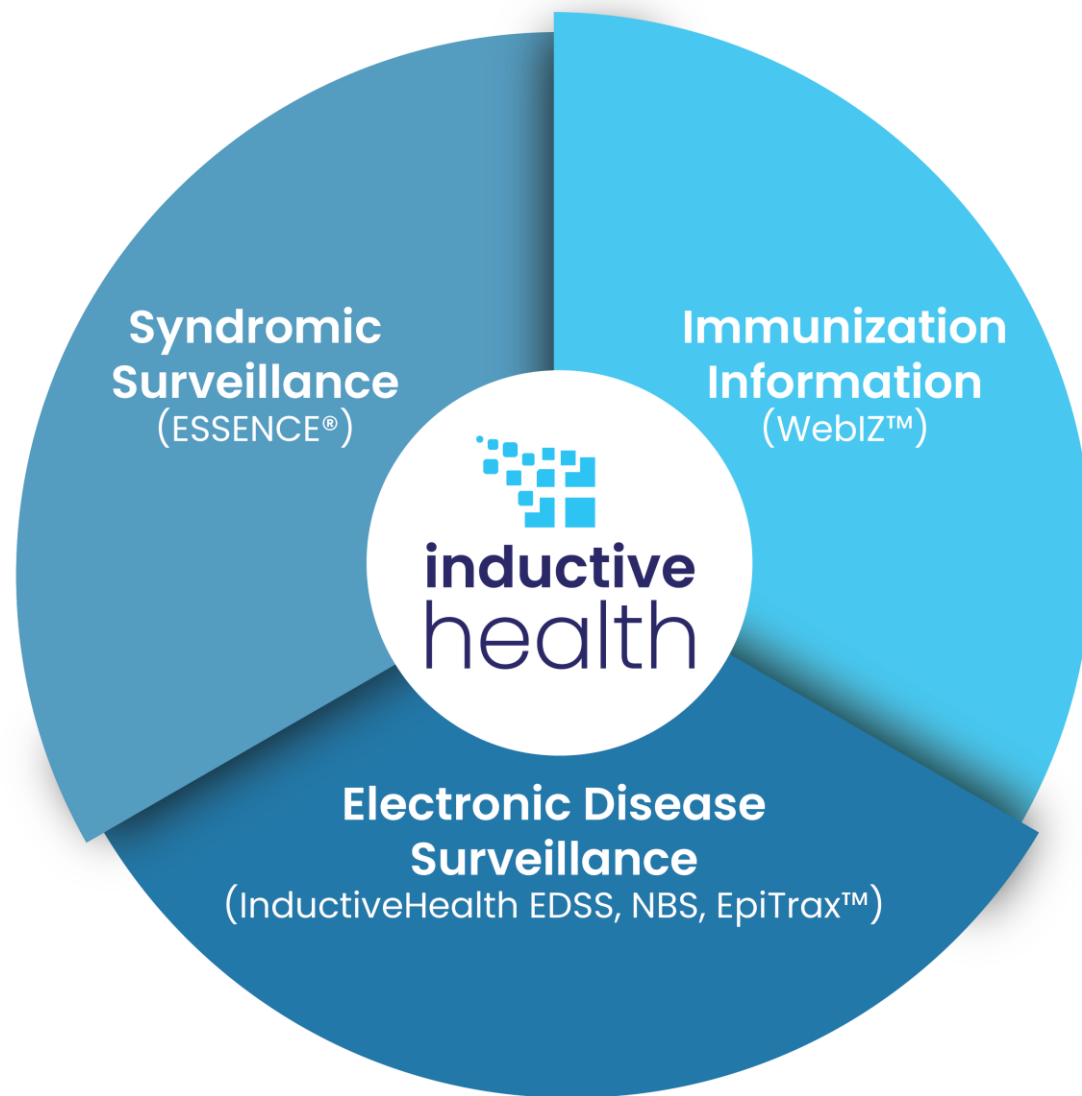 Syndromic
Surveillance
(ESSENCE®)
Immunization
Information
(WebIZ™)
inductive
health
Electronic Disease
Surveillance
(InductiveHealth EDSS, NBS, EpiTrax™)